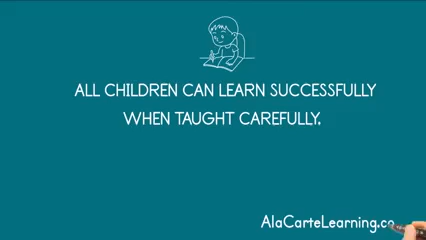 ALL CHILDREN CAN LEARN SUCCESSFULLY
WHEN TAUGHT CAREFULLY.
AlaCarteLearning.co